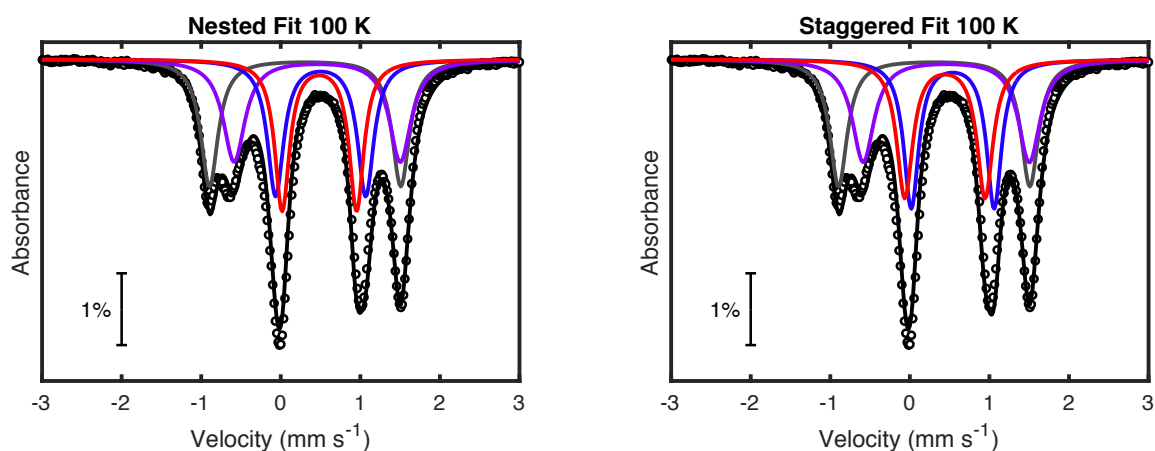 Nested Fit 100 K
Absorbance
1%
-3 -2 -1 0 1 2 3
Velocity (mm s⁻¹)
Staggered Fit 100 K
Absorbance
1%
-3 -2 -1 0 1 2 3
Velocity (mm s⁻¹)